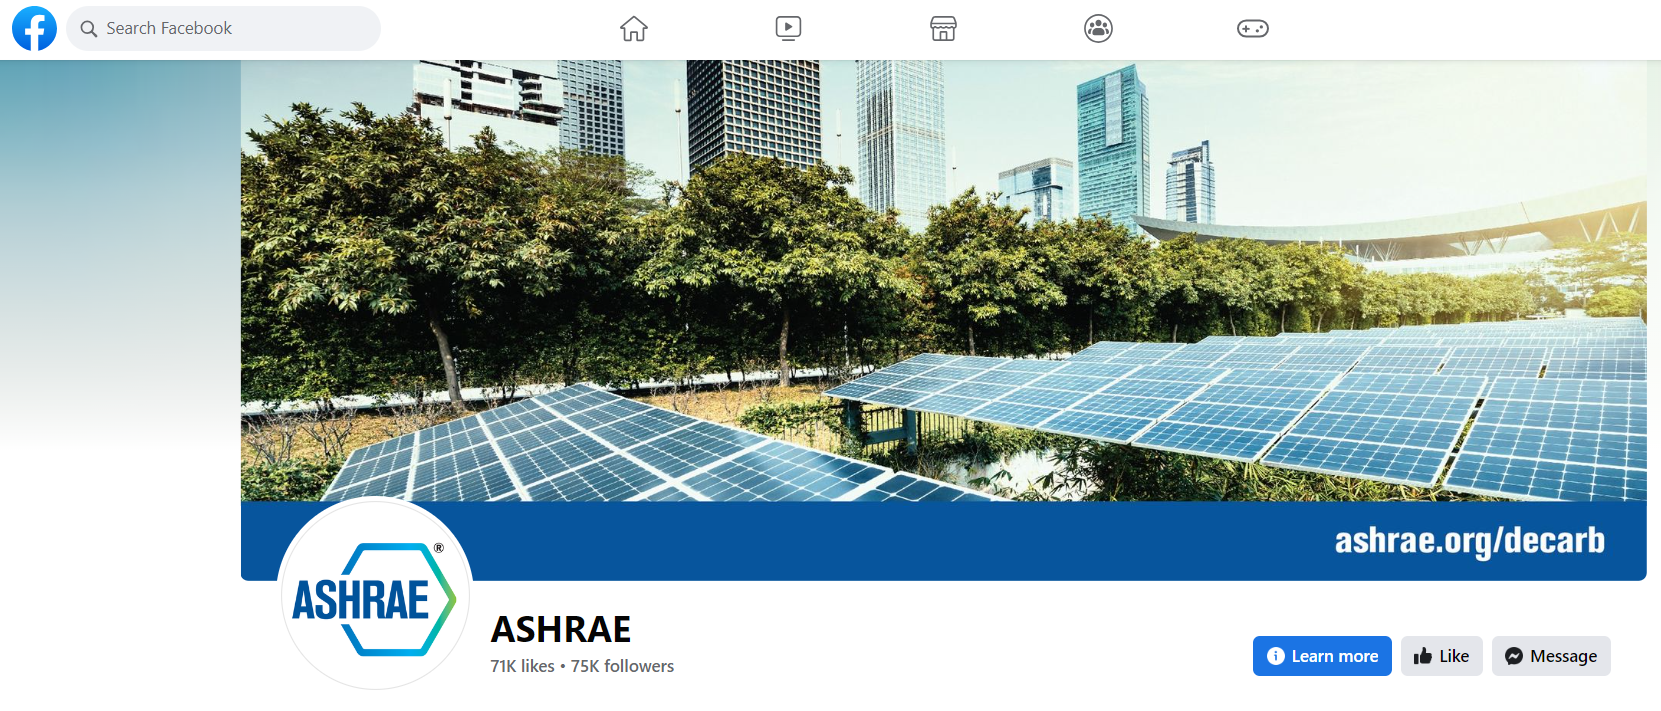 Search Facebook
ashrae.org/decarb
ASHRAE®
ASHRAE
71K likes • 75K followers
Learn more
Like
Message